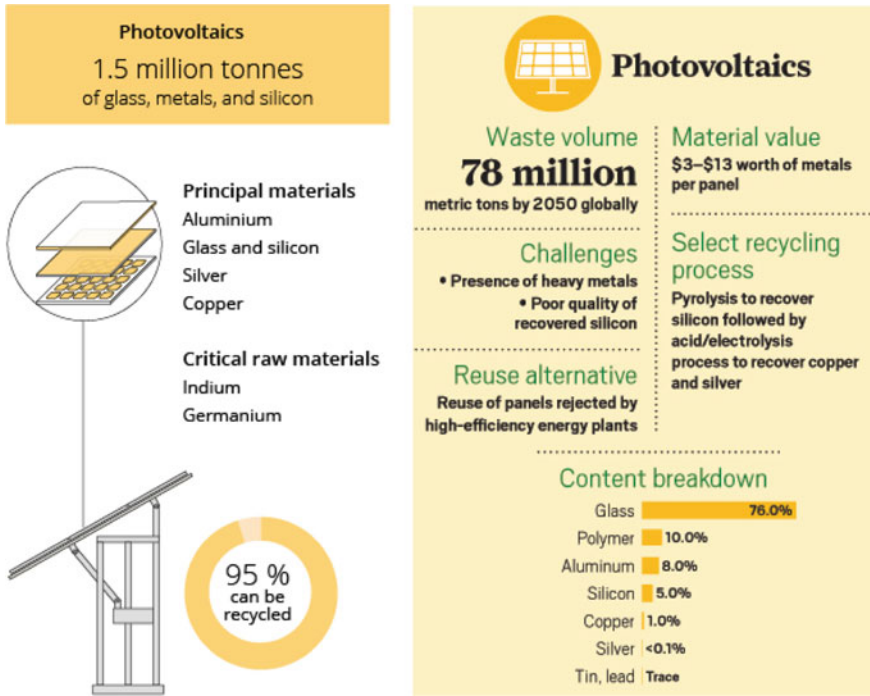 Photovoltaics
1.5 million tonnes
of glass, metals, and silicon
Principal materials
Aluminium
Glass and silicon
Silver
Copper
Critical raw materials
Indium
Germanium
95 %
can be
recycled
Photovoltaics
Waste volume
78 million
metric tons by 2050 globally
Material value
$3–$13 worth of metals
per panel
Challenges
• Presence of heavy metals
• Poor quality of
recovered silicon
Select recycling
process
Pyrolysis to recover
silicon followed by
acid/electrolysis
process to recover copper
and silver
Reuse alternative
Reuse of panels rejected by
high-efficiency energy plants
Content breakdown
Glass 76.0%
Polymer 10.0%
Aluminum 8.0%
Silicon 5.0%
Copper 1.0%
Silver <0.1%
Tin, lead Trace